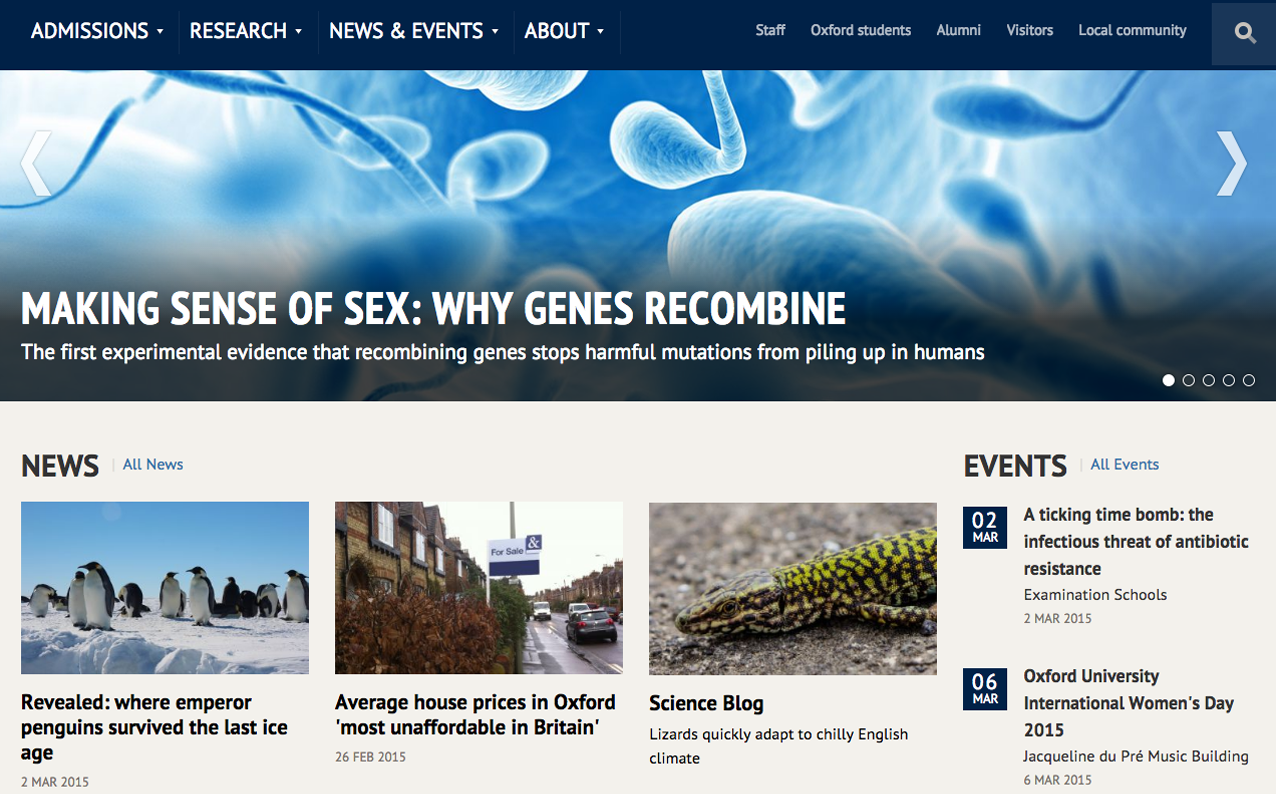 ADMISSIONS
RESEARCH
NEWS & EVENTS
ABOUT
Staff
Oxford students
Alumni
Visitors
Local community
MAKING SENSE OF SEX: WHY GENES RECOMBINE
The first experimental evidence that recombining genes stops harmful mutations from piling up in humans
NEWS
All News
For Sale
&
Revealed: where emperor
penguins survived the last ice
age
2 MAR 2015
Average house prices in Oxford
'most unaffordable in Britain'
26 FEB 2015
Science Blog
Lizards quickly adapt to chilly English
climate
EVENTS
All Events
02
MAR
A ticking time bomb: the
infectious threat of antibiotic
resistance
Examination Schools
2 MAR 2015
06
MAR
Oxford University
International Women's Day
2015
Jacqueline du Pré Music Building
6 MAR 2015